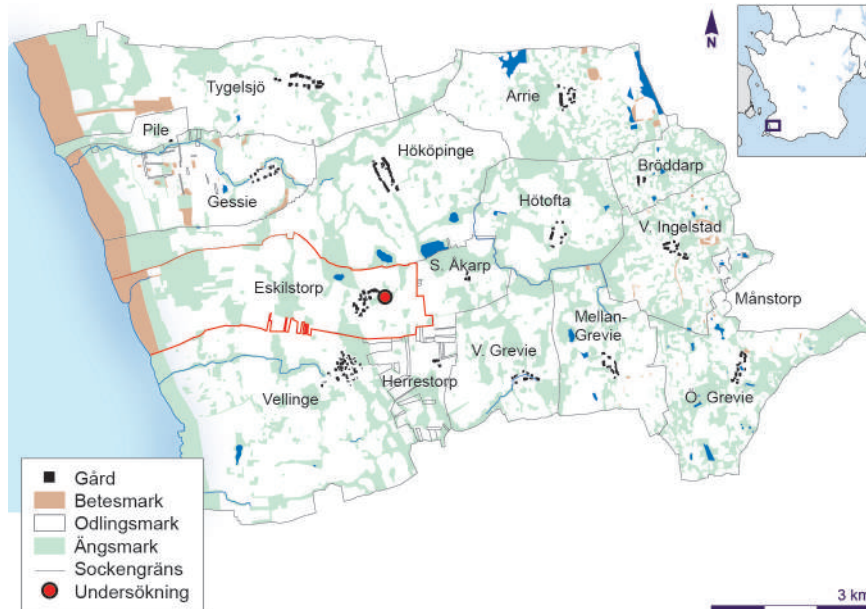 N
Tygelsjö
Arrie
Pile
Hököpinge
Bröddarp
Gessie
Hötofta
V. Ingelstad
S. Åkarp
Eskilstorp
Månstorp
Mellan-
Grevie
V. Grevie
Herrestorp
Vellinge
Ö. Grevie
Gård
Betesmark
Odlingsmark
Ängsmark
Sockengräns
Undersökning
3 km